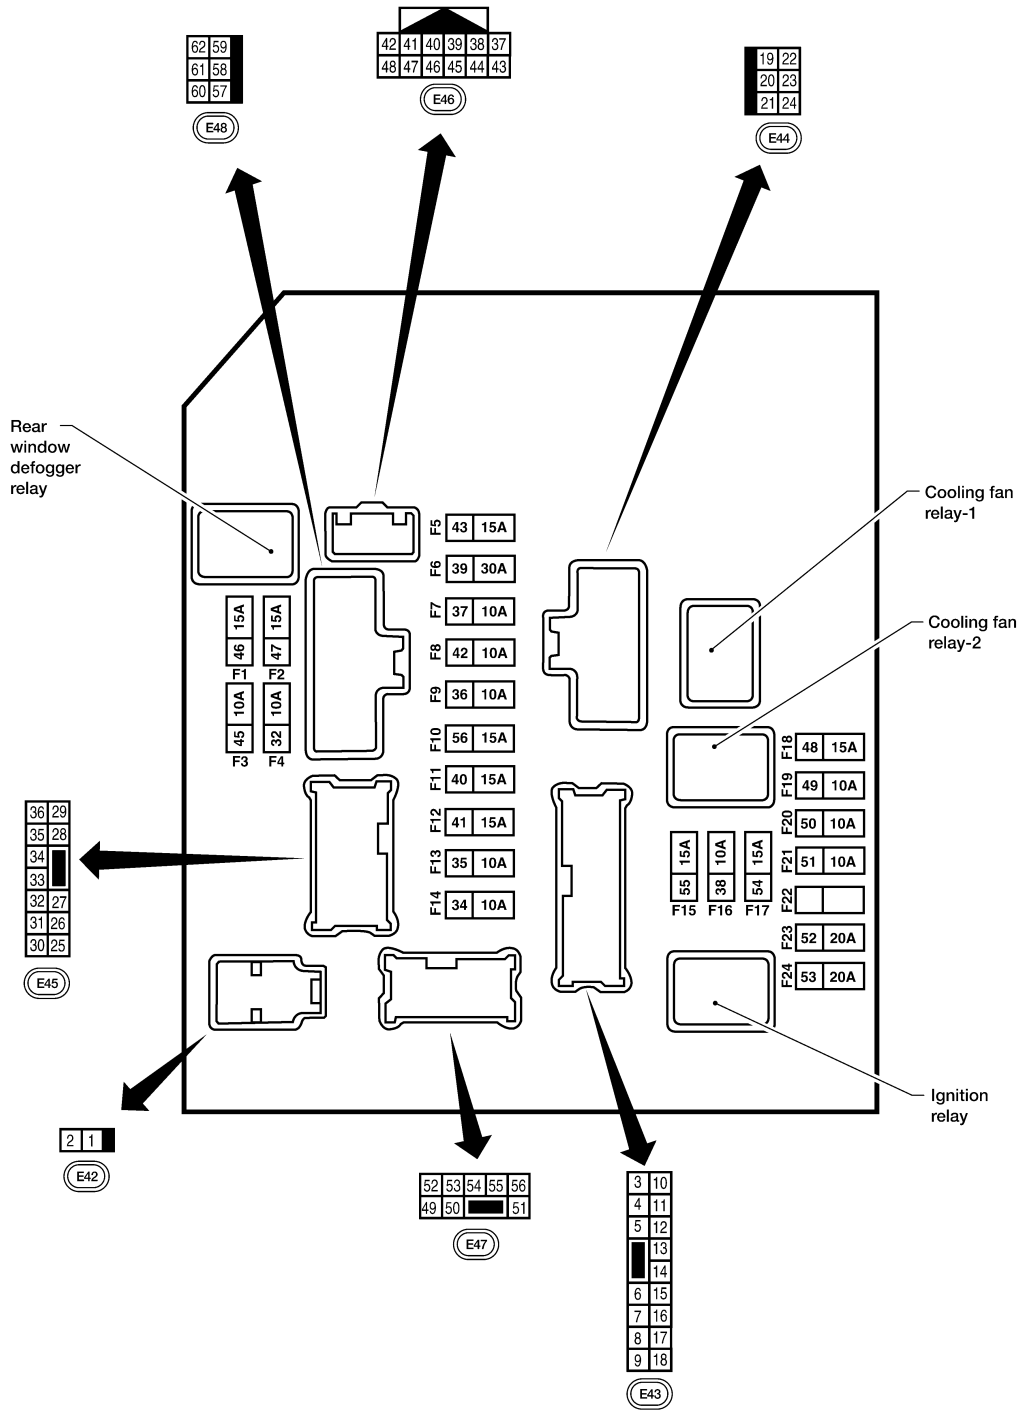 62 59
61 58
60 57
E48
42 41 40 39 38 37
48 47 46 45 44 43
E46
19 22
20 23
21 24
E44
Rear
window
defogger
relay
Cooling fan
relay-1
Cooling fan
relay-2
15A 46 F1
15A 47 F2
10A 45 F3
10A 32 F4
F5 43 15A
F6 39 30A
F7 37 10A
F8 42 10A
F9 36 10A
F10 56 15A
F11 40 15A
F12 41 15A
F13 35 10A
F14 34 10A
15A 55 F15
10A 38 F16
15A 54 F17
F18 48 15A
F19 49 10A
F20 50 10A
F21 51 10A
F22
F23 52 20A
F24 53 20A
36 29
35 28
34
33
32 27
31 26
30 25
E45
Ignition
relay
2 1
E42
52 53 54 55 56
49 50 51
E47
3 10
4 11
5 12
13
14
6 15
7 16
8 17
9 18
E43